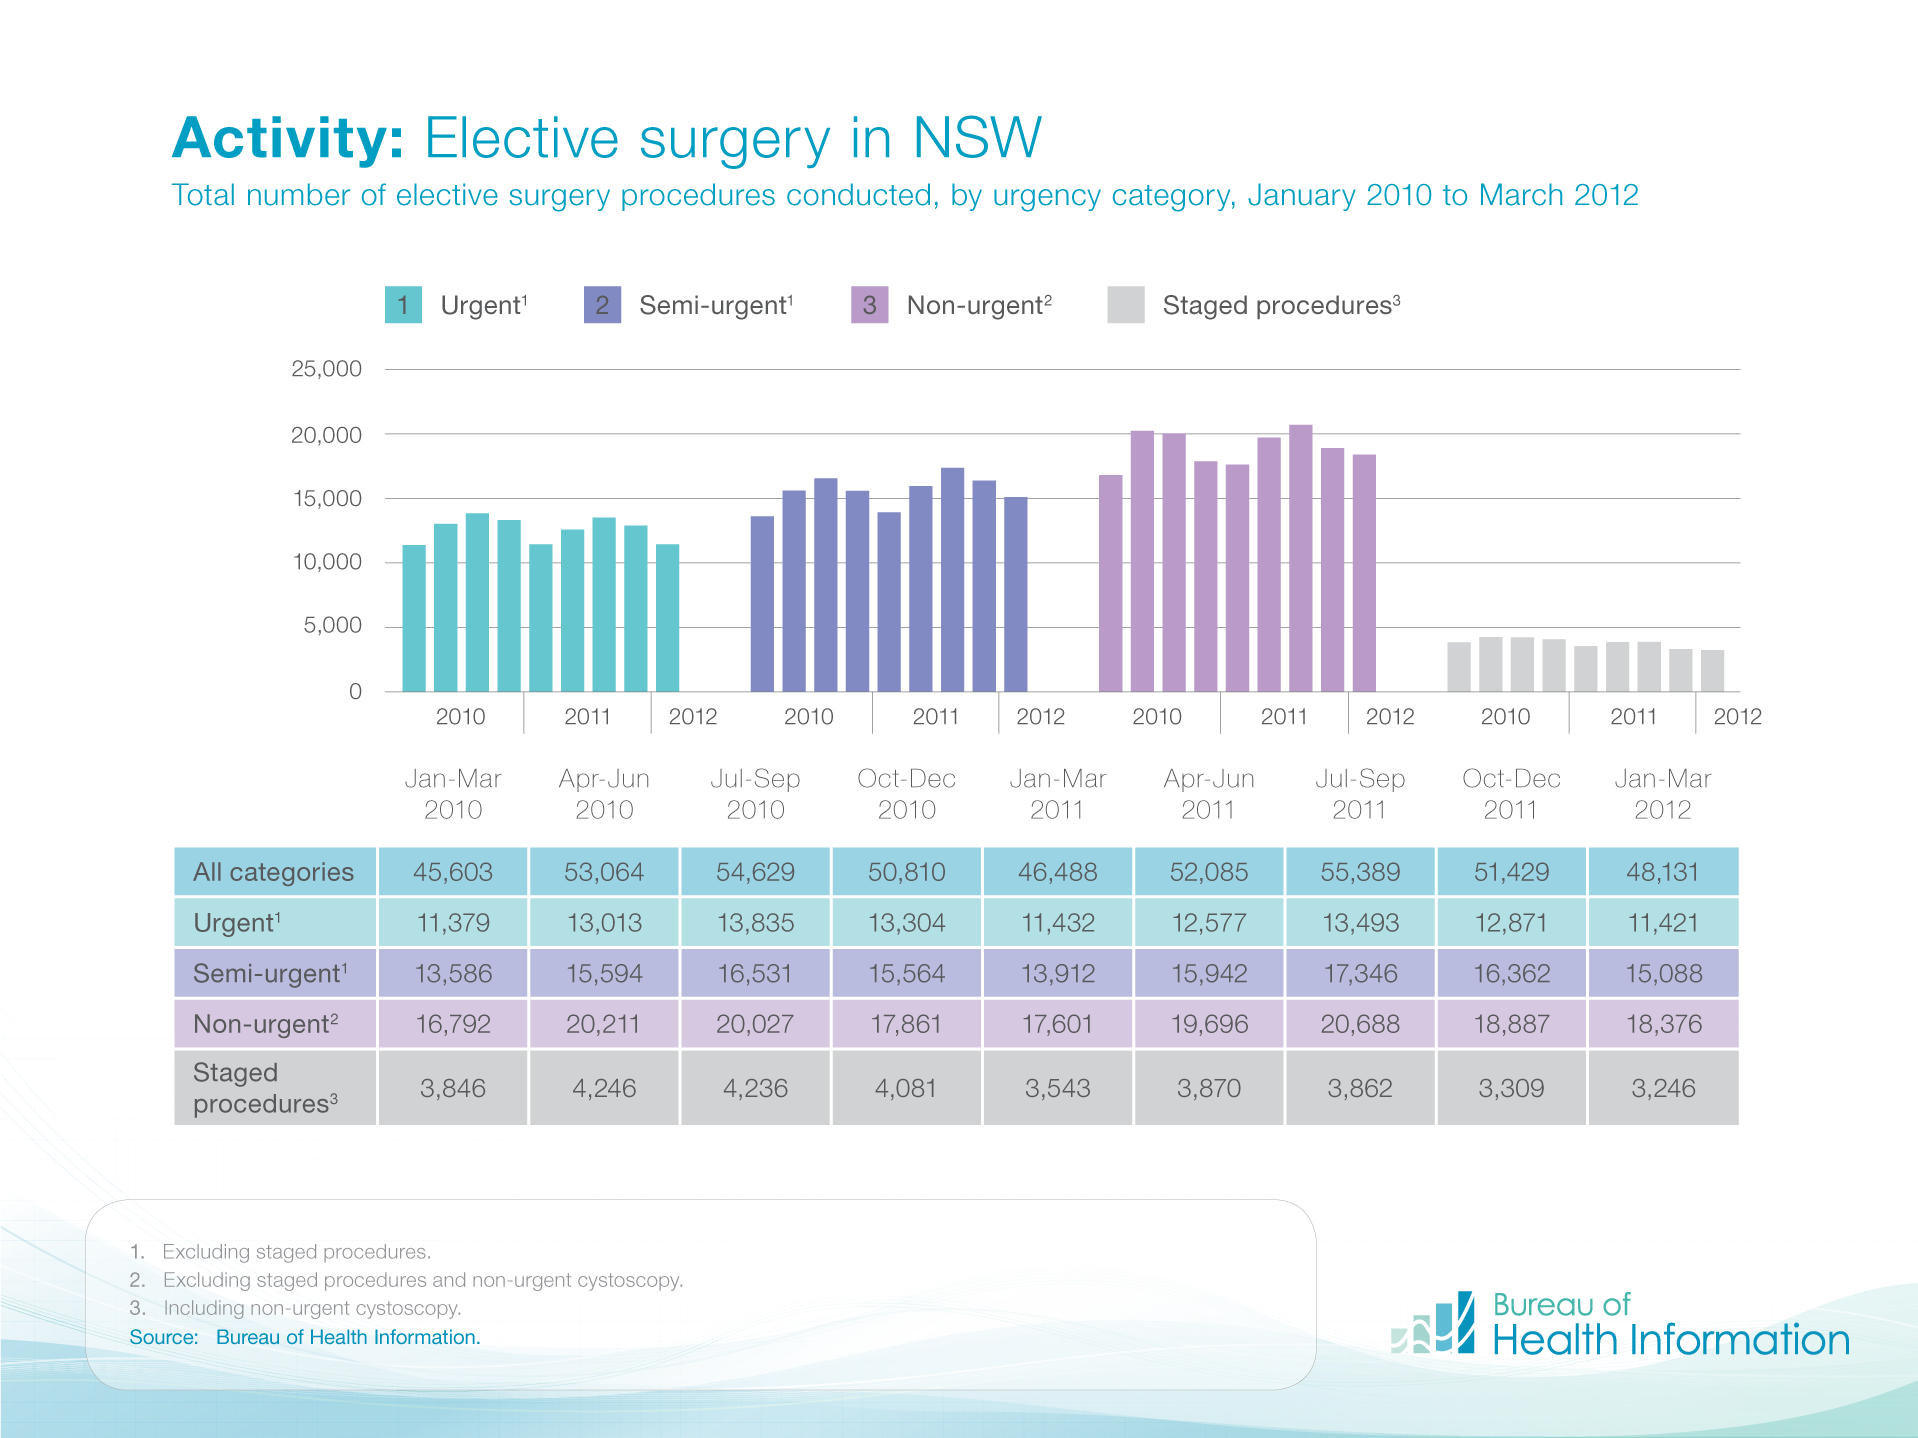 Activity: Elective surgery in NSW
Total number of elective surgery procedures conducted, by urgency category, January 2010 to March 2012
1 Urgent¹ 2 Semi-urgent¹ 3 Non-urgent² Staged procedures³
25,000
20,000
15,000
10,000
5,000
0
2010 2011 2012 2010 2011 2012 2010 2011 2012 2010 2011 2012
Jan-Mar Apr-Jun Jul-Sep Oct-Dec Jan-Mar Apr-Jun Jul-Sep Oct-Dec Jan-Mar
2010 2010 2010 2010 2011 2011 2011 2011 2012
All categories 45,603 53,064 54,629 50,810 46,488 52,085 55,389 51,429 48,131
Urgent¹ 11,379 13,013 13,835 13,304 11,432 12,577 13,493 12,871 11,421
Semi-urgent¹ 13,586 15,594 16,531 15,564 13,912 15,942 17,346 16,362 15,088
Non-urgent² 16,792 20,211 20,027 17,861 17,601 19,696 20,688 18,887 18,376
Staged
procedures³ 3,846 4,246 4,236 4,081 3,543 3,870 3,862 3,309 3,246
1. Excluding staged procedures.
2. Excluding staged procedures and non-urgent cystoscopy.
3. Including non-urgent cystoscopy.
Source: Bureau of Health Information.
Bureau of
Health Information